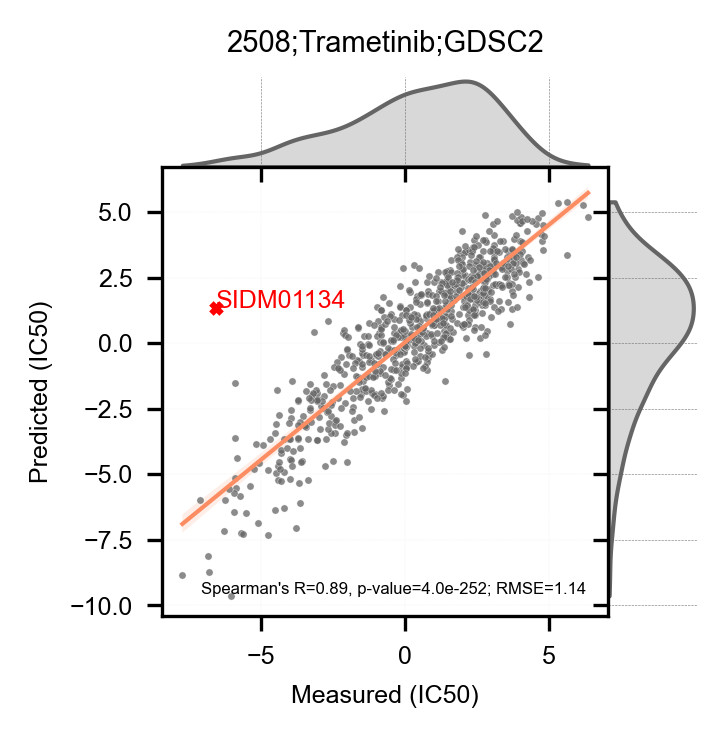 2508;Trametinib;GDSC2
5.0
2.5
0.0
−2.5
−5.0
−7.5
−10.0
Predicted (IC50)
SIDM01134
Spearman's R=0.89, p-value=4.0e-252; RMSE=1.14
−5
0
5
Measured (IC50)